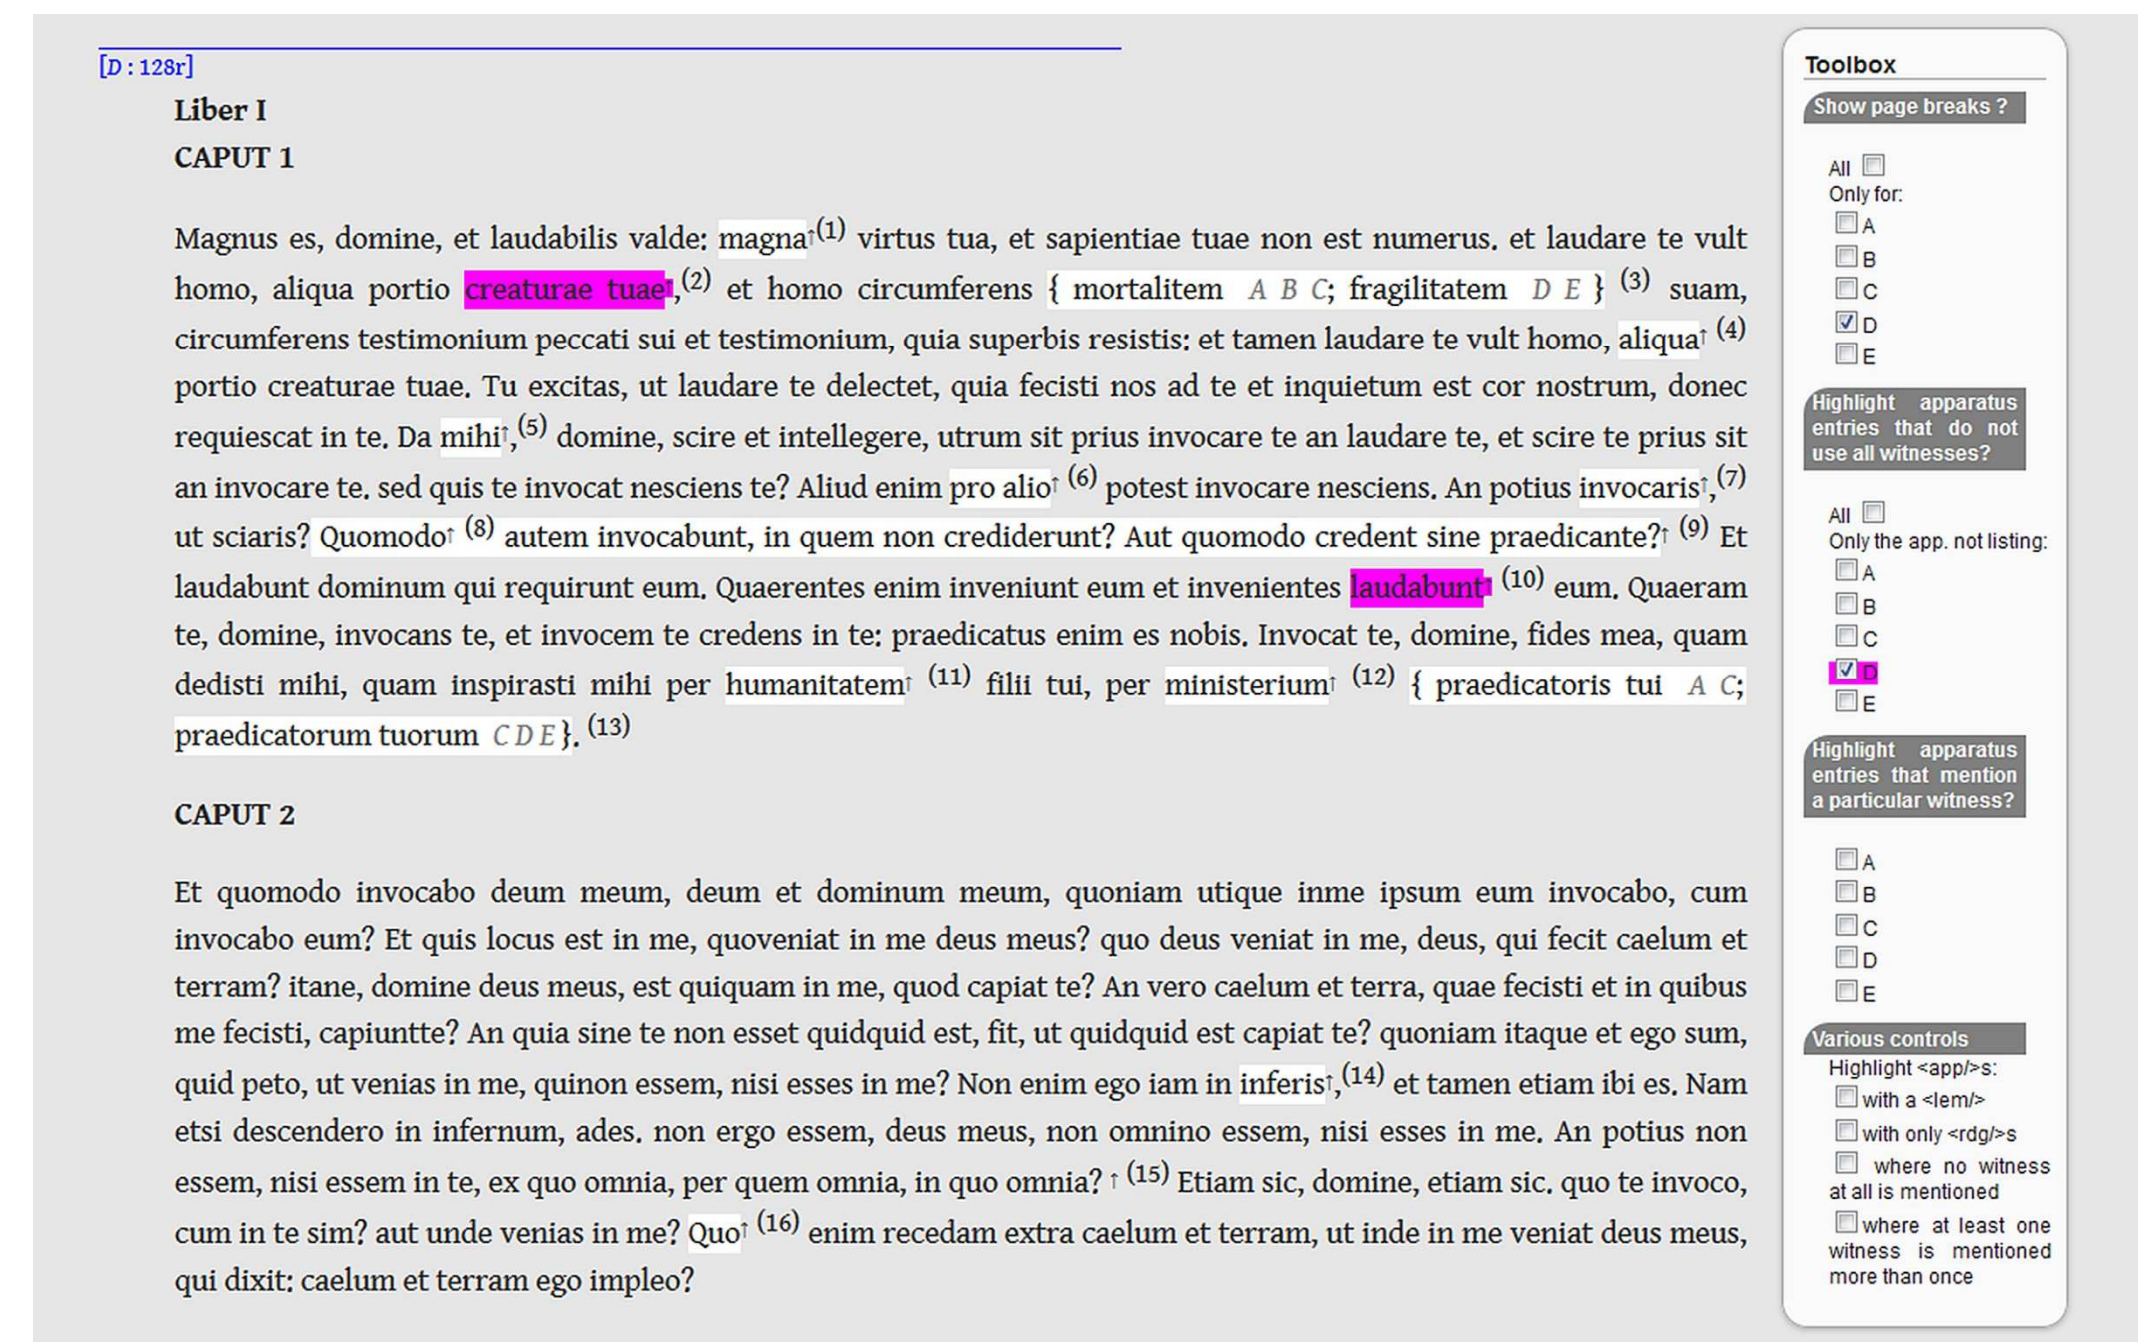 [D : 128r]
Liber I
CAPUT 1
Magnus es, domine, et laudabilis valde: magna↑(1) virtus tua, et sapientiae tuae non est numerus. et laudare te vult
homo, aliqua portio creaturae tuae↑,(2) et homo circumferens { mortalitem A B C; fragilitatem D E } (3) suam,
circumferens testimonium peccati sui et testimonium, quia superbis resistis: et tamen laudare te vult homo, aliqua↑ (4)
portio creaturae tuae. Tu excitas, ut laudare te delectet, quia fecisti nos ad te et inquietum est cor nostrum, donec
requiescat in te. Da mihi↑,(5) domine, scire et intellegere, utrum sit prius invocare te an laudare te, et scire te prius sit
an invocare te. sed quis te invocat nesciens te? Aliud enim pro alio↑ (6) potest invocare nesciens. An potius invocaris↑,(7)
ut sciaris? Quomodo↑ (8) autem invocabunt, in quem non crediderunt? Aut quomodo credent sine praedicante?↑ (9) Et
laudabunt dominum qui requirunt eum. Quaerentes enim inveniunt eum et invenientes laudabunt↑ (10) eum. Quaeram
te, domine, invocans te, et invocem te credens in te: praedicatus enim es nobis. Invocat te, domine, fides mea, quam
dedisti mihi, quam inspirasti mihi per humanitatem↑ (11) filii tui, per ministerium↑ (12) { praedicatoris tui A C;
praedicatorum tuorum C D E }. (13)
CAPUT 2
Et quomodo invocabo deum meum, deum et dominum meum, quoniam utique inme ipsum eum invocabo, cum
invocabo eum? Et quis locus est in me, quoveniat in me deus meus? quo deus veniat in me, deus, qui fecit caelum et
terram? itane, domine deus meus, est quiquam in me, quod capiat te? An vero caelum et terra, quae fecisti et in quibus
me fecisti, capiuntte? An quia sine te non esset quidquid est, fit, ut quidquid est capiat te? quoniam itaque et ego sum,
quid peto, ut venias in me, quinon essem, nisi esses in me? Non enim ego iam in inferis↑,(14) et tamen etiam ibi es. Nam
etsi descendero in infernum, ades. non ergo essem, deus meus, non omnino essem, nisi esses in me. An potius non
essem, nisi essem in te, ex quo omnia, per quem omnia, in quo omnia? ↑ (15) Etiam sic, domine, etiam sic. quo te invoco,
cum in te sim? aut unde venias in me? Quo↑ (16) enim recedam extra caelum et terram, ut inde in me veniat deus meus,
qui dixit: caelum et terram ego impleo?
Toolbox
Show page breaks ?
All
Only for:
A
B
C
D
E
Highlight apparatus
entries that do not
use all witnesses?
All
Only the app. not listing:
A
B
C
D
E
Highlight apparatus
entries that mention
a particular witness?
A
B
C
D
E
Various controls
Highlight <app/>s:
with a <lem/>
with only <rdg/>s
where no witness
at all is mentioned
where at least one
witness is mentioned
more than once